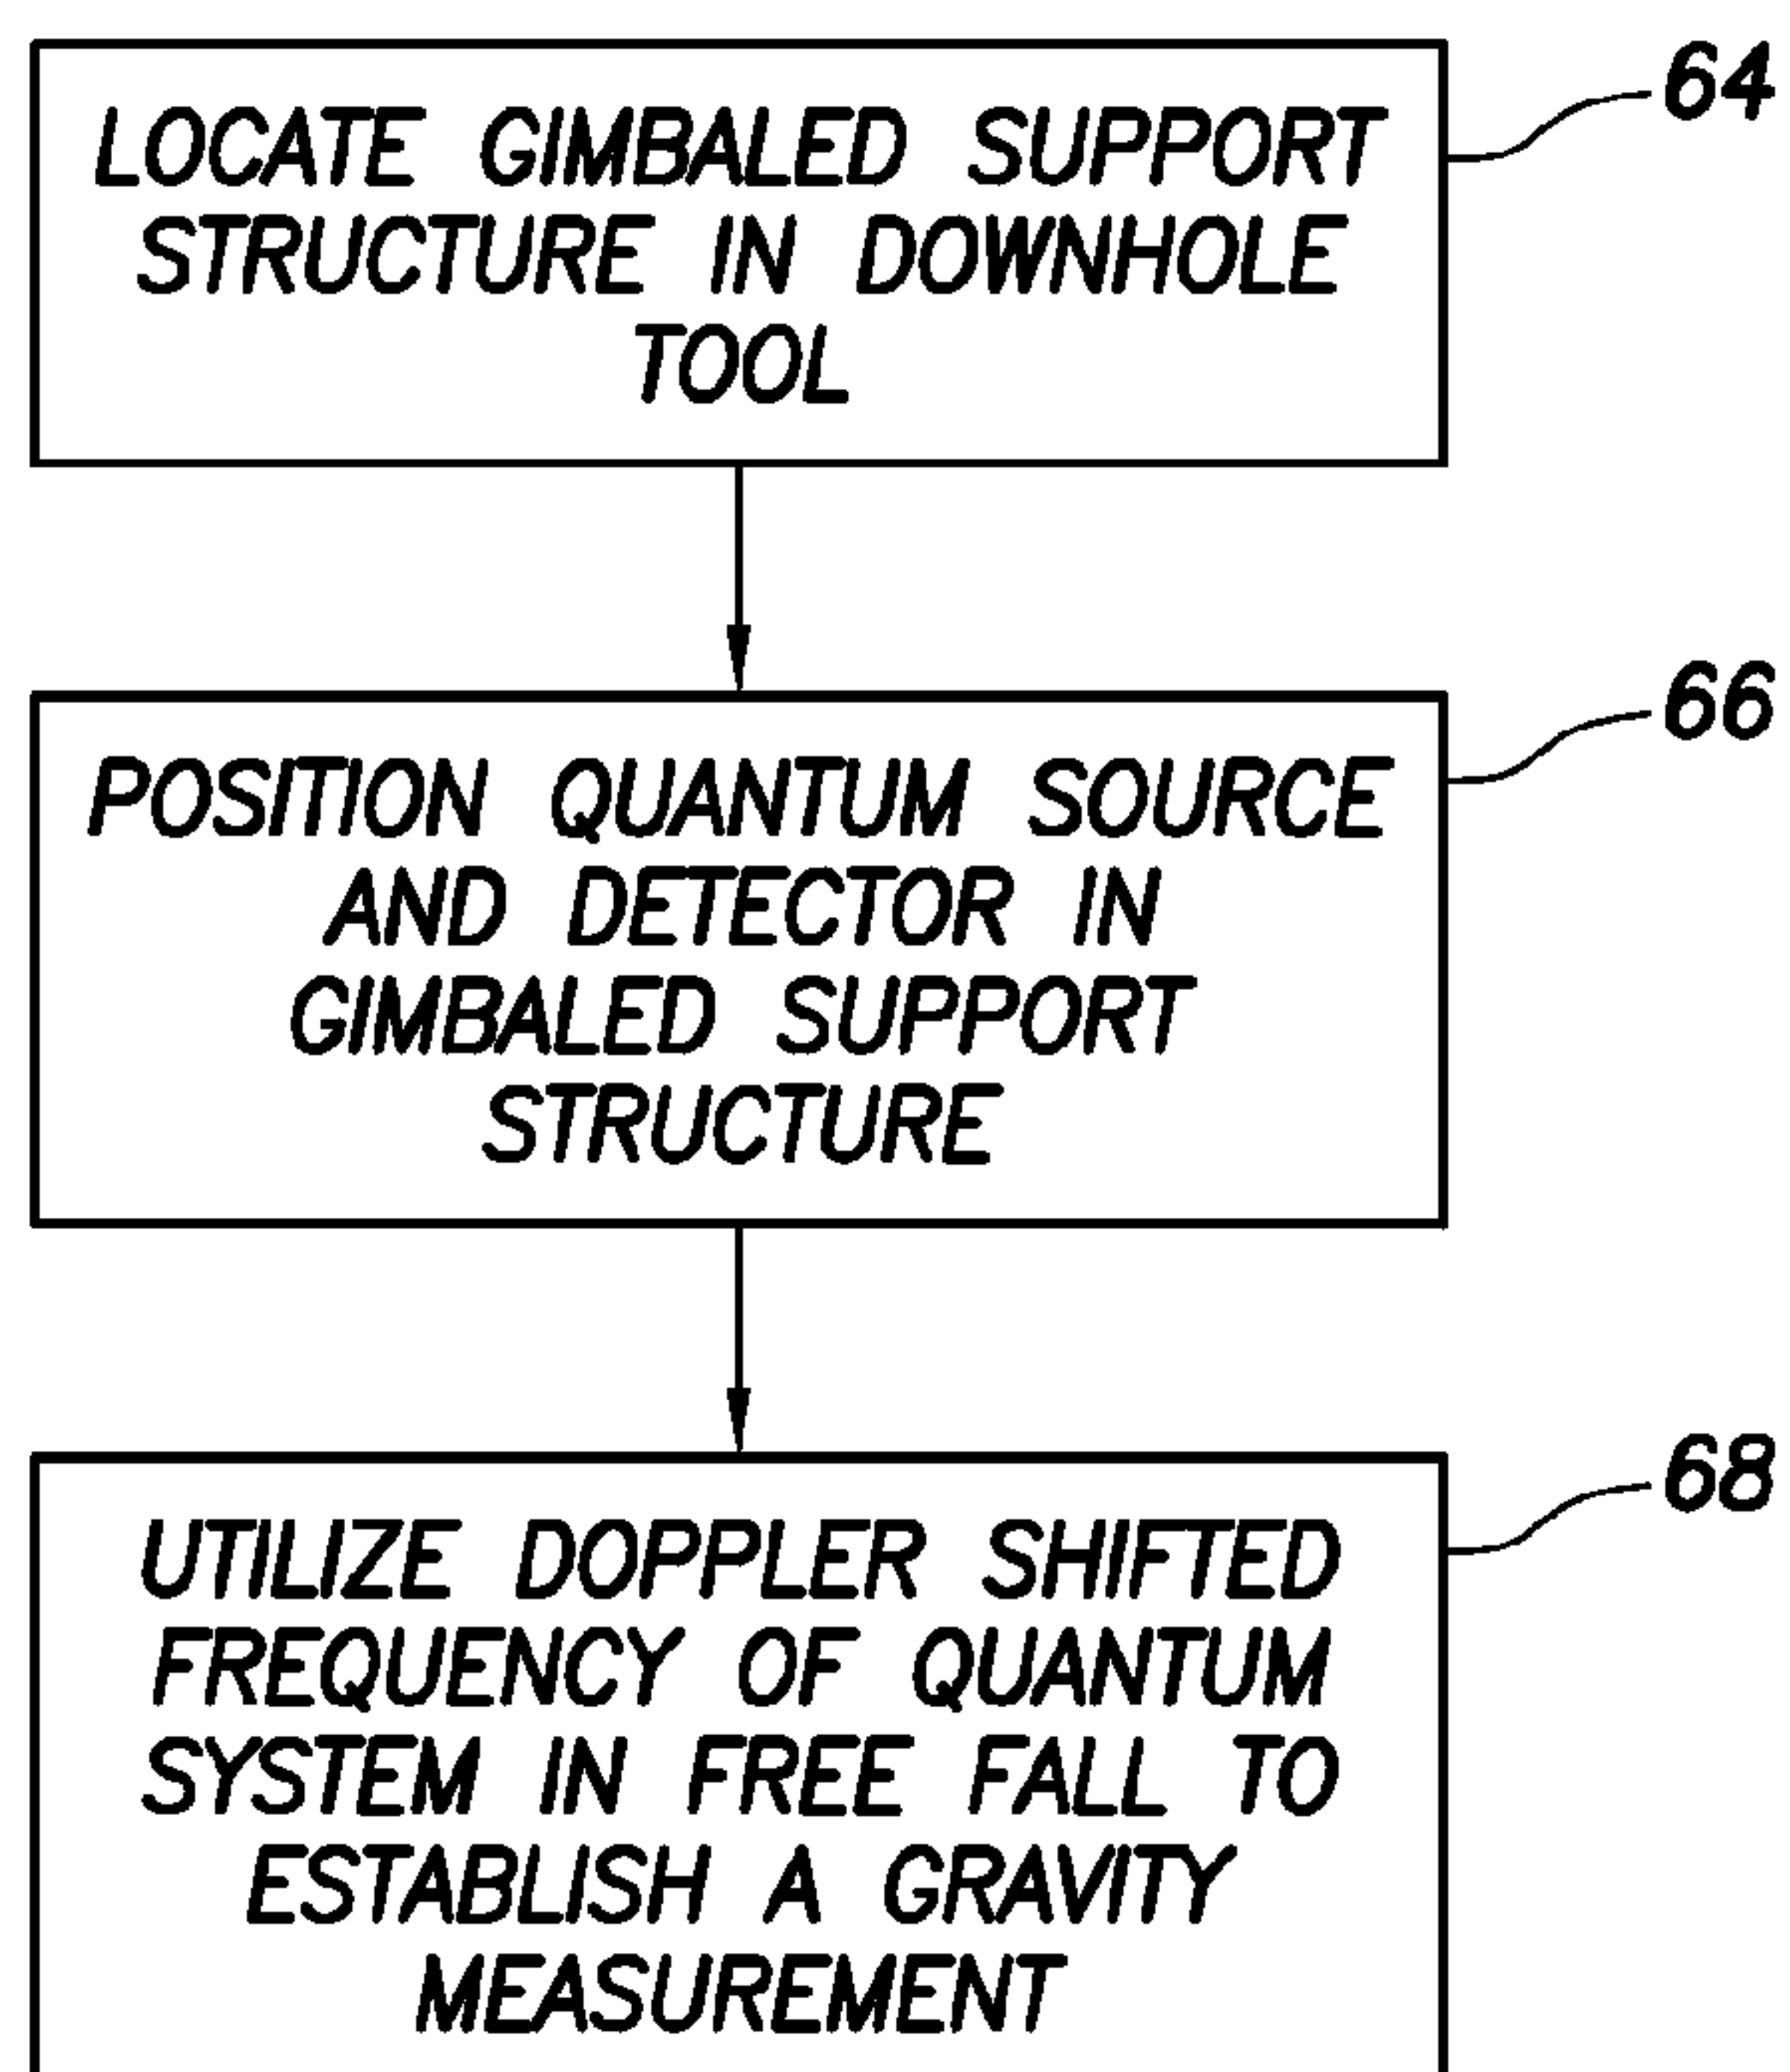 LOCATE GIMBALED SUPPORT
STRUCTURE IN DOWNHOLE
TOOL
64
POSITION QUANTUM SOURCE
AND DETECTOR IN
GIMBALED SUPPORT
STRUCTURE
66
UTILIZE DOPPLER SHIFTED
FREQUENCY OF QUANTUM
SYSTEM IN FREE FALL TO
ESTABLISH A GRAVITY
MEASUREMENT
68